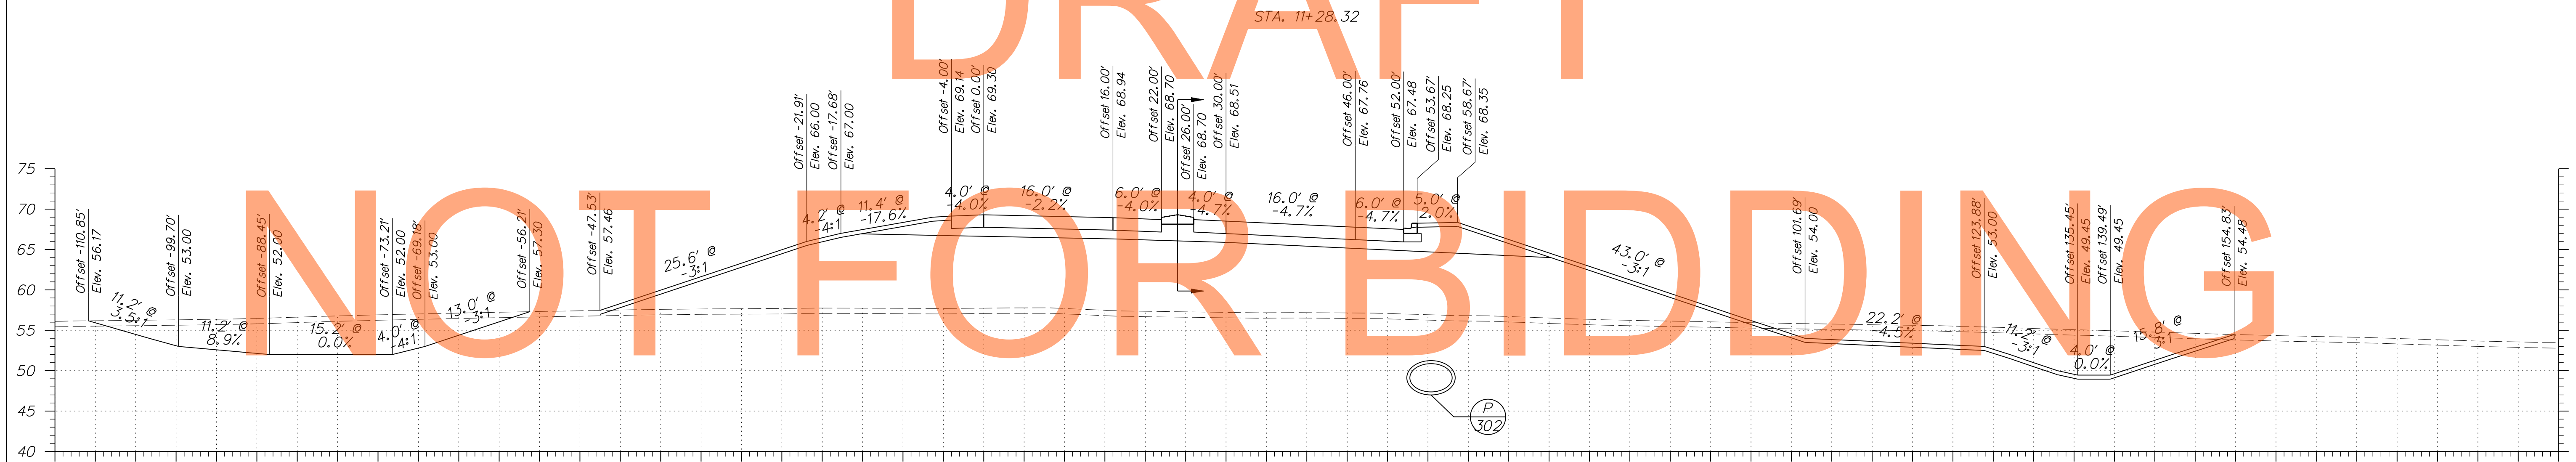 DRAFT
STA. 11+28.32
NOT FOR BIDDING
Offset -110.85'
Elev. 56.17
Offset -99.70'
Elev. 53.00
Offset -88.45'
Elev. 52.00
Offset -73.21'
Elev. 52.00
Offset -69.18'
Elev. 53.00
Offset -56.21'
Elev. 57.30
Offset -47.53'
Elev. 57.46
Offset -21.91'
Elev. 66.00
Offset -17.68'
Elev. 67.00
Offset -4.00'
Elev. 69.14
Offset 0.00'
Elev. 69.30
Offset 16.00'
Elev. 68.94
Offset 22.00'
Elev. 68.70
Offset 26.00'
Elev. 68.70
Offset 30.00'
Elev. 68.51
Offset 46.00'
Elev. 67.76
Offset 52.00'
Elev. 67.48
Offset 53.67'
Elev. 68.25
Offset 58.67'
Elev. 68.35
Offset 101.69'
Elev. 54.00
Offset 123.88'
Elev. 53.00
Offset 135.45'
Elev. 49.45
Offset 139.49'
Elev. 49.45
Offset 154.83'
Elev. 54.48
11.2' @
3.5:1
11.2' @
8.9%
15.2' @
0.0%
4.0' @
-4:1
13.0' @
-3:1
25.6' @
-3:1
4.2' @
-4:1
11.4' @
-17.6%
4.0' @
-4.0%
16.0' @
-2.2%
6.0' @
-4.0%
4.0' @
-4.7%
16.0' @
-4.7%
6.0' @
-4.7%
5.0' @
2.0%
43.0' @
-3:1
22.2' @
-4.5%
11.2' @
-3:1
4.0' @
0.0%
15.8' @
3:1
P
302
75
70
65
60
55
50
45
40